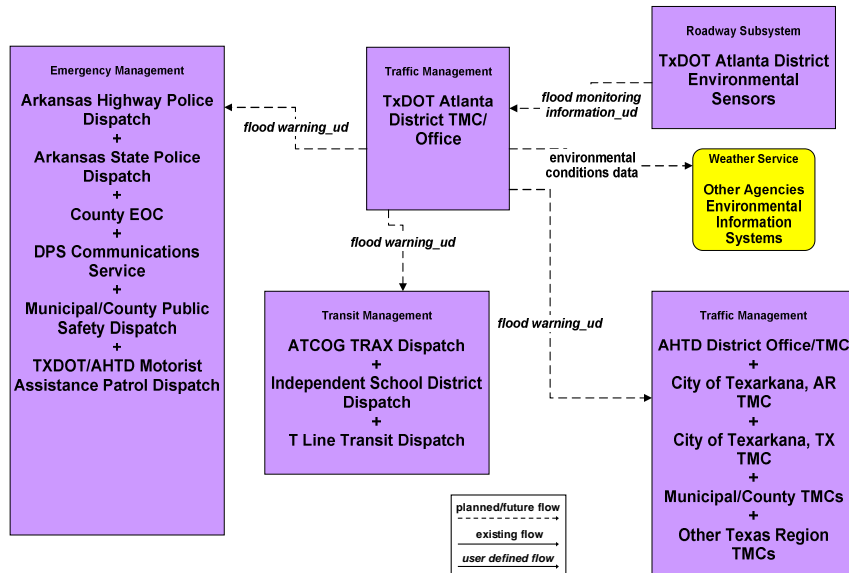 Emergency Management
Arkansas Highway Police
Dispatch
+
Arkansas State Police
Dispatch
+
County EOC
+
DPS Communications
Service
+
Municipal/County Public
Safety Dispatch
+
TXDOT/AHTD Motorist
Assistance Patrol Dispatch
flood warning_ud
Traffic Management
TxDOT Atlanta
District TMC/
Office
flood monitoring
information_ud
Roadway Subsystem
TxDOT Atlanta District
Environmental
Sensors
environmental
conditions data
Weather Service
Other Agencies
Environmental
Information
Systems
flood warning_ud
Transit Management
ATCOG TRAX Dispatch
+
Independent School District
Dispatch
+
T Line Transit Dispatch
flood warning_ud
Traffic Management
AHTD District Office/TMC
+
City of Texarkana, AR
TMC
+
City of Texarkana, TX
TMC
+
Municipal/County TMCs
+
Other Texas Region
TMCs
planned/future flow
existing flow
user defined flow